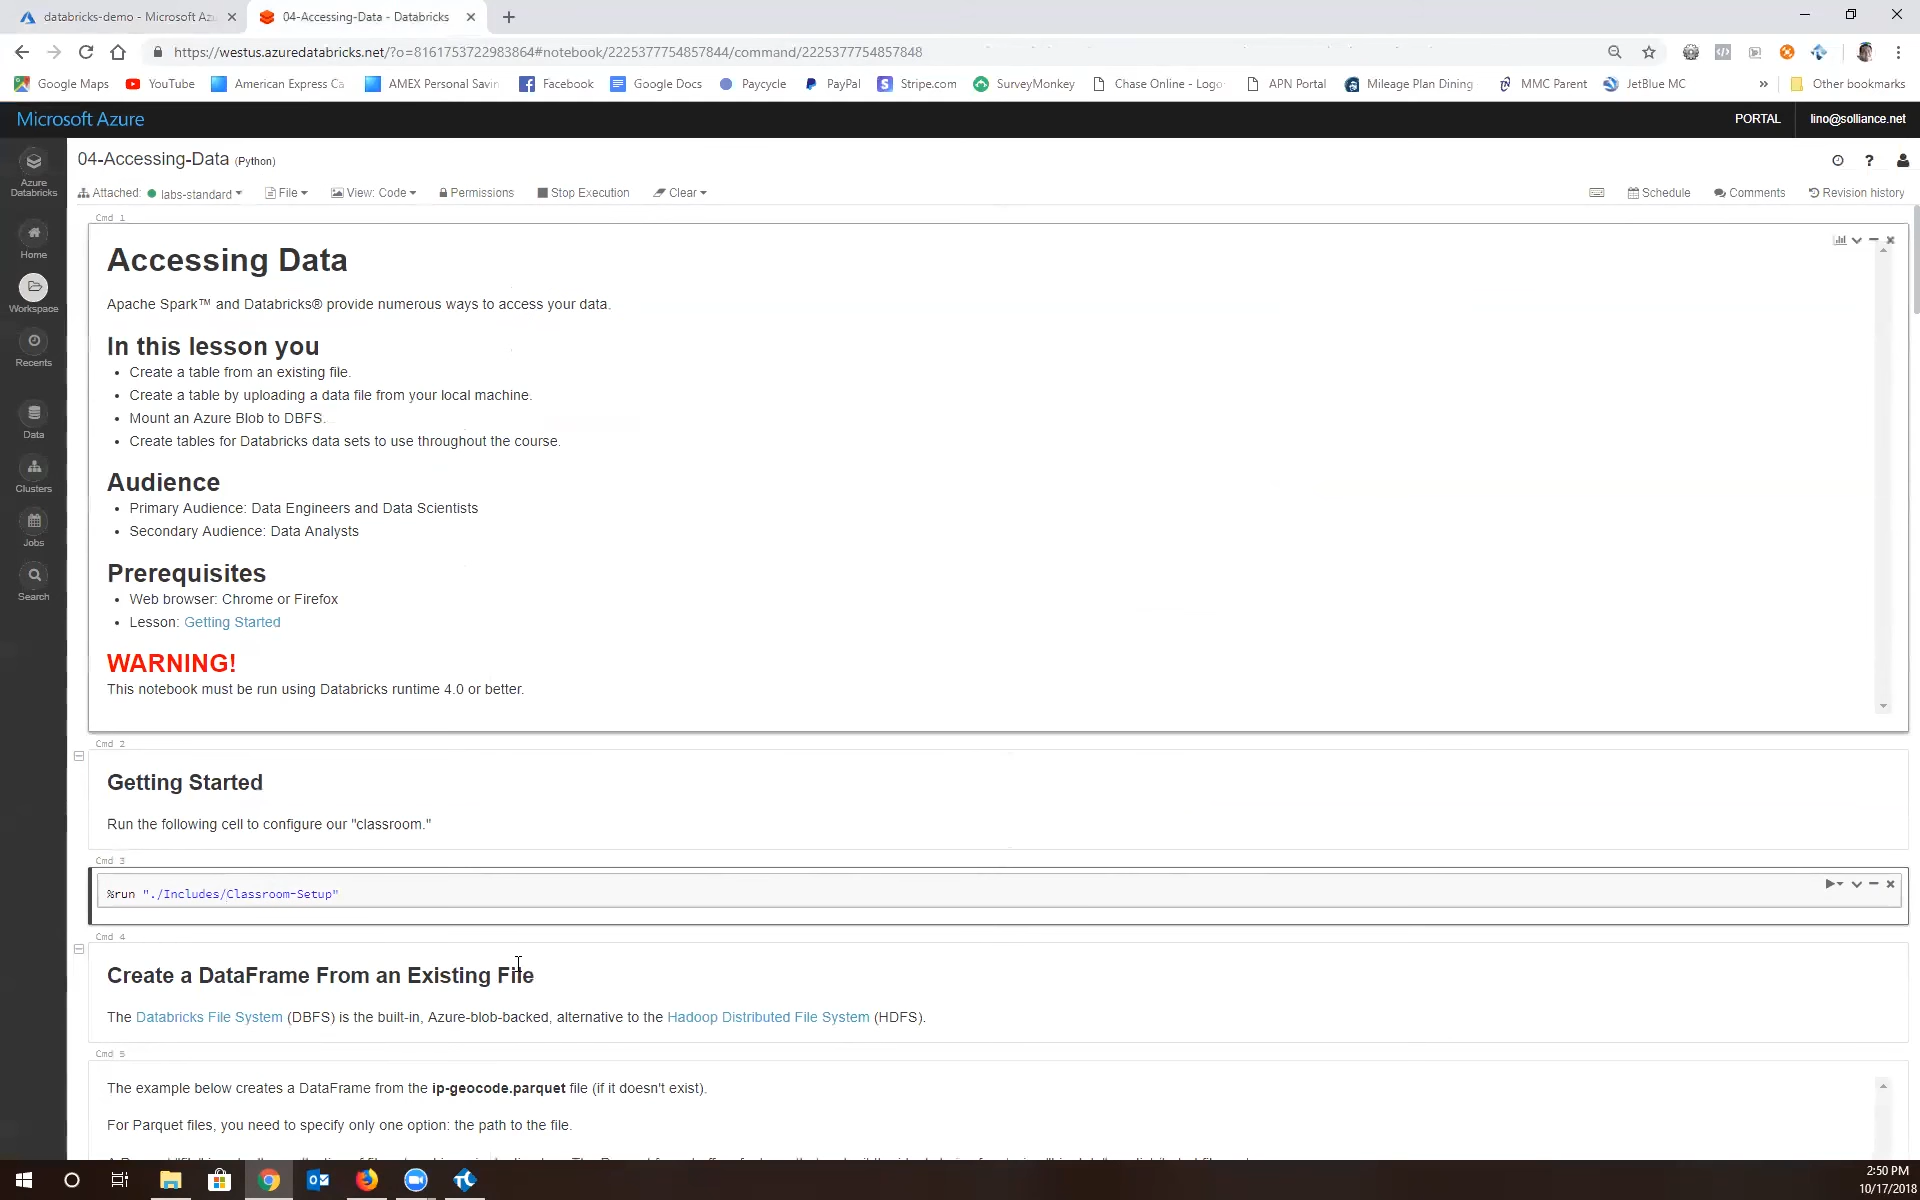 databricks-demo - Microsoft Az
04-Accessing-Data - Databricks
https://westus.azuredatabricks.net/?o=8161753722983864#notebook/2225377754857844/command/2225377754857848
Google Maps
YouTube
American Express Ca
AMEX Personal Savin
Facebook
Google Docs
Paycycle
PayPal
Stripe.com
SurveyMonkey
Chase Online - Logo
APN Portal
Mileage Plan Dining
MMC Parent
JetBlue MC
»
Other bookmarks
Microsoft Azure
PORTAL
lino@solliance.net
Azure
Databricks
Home
Workspace
Recents
Data
Clusters
Jobs
Search
04-Accessing-Data (Python)
Attached: labs-standard
File
View: Code
Permissions
Stop Execution
Clear
Schedule
Comments
Revision history
Cmd 1
Accessing Data
Apache Spark™ and Databricks® provide numerous ways to access your data.
In this lesson you
• Create a table from an existing file.
• Create a table by uploading a data file from your local machine.
• Mount an Azure Blob to DBFS.
• Create tables for Databricks data sets to use throughout the course.
Audience
• Primary Audience: Data Engineers and Data Scientists
• Secondary Audience: Data Analysts
Prerequisites
• Web browser: Chrome or Firefox
• Lesson: Getting Started
WARNING!
This notebook must be run using Databricks runtime 4.0 or better.
Cmd 2
Getting Started
Run the following cell to configure our "classroom."
Cmd 3
%run "./Includes/Classroom-Setup"
Cmd 4
Create a DataFrame From an Existing File
The Databricks File System (DBFS) is the built-in, Azure-blob-backed, alternative to the Hadoop Distributed File System (HDFS).
Cmd 5
The example below creates a DataFrame from the ip-geocode.parquet file (if it doesn't exist).
For Parquet files, you need to specify only one option: the path to the file.
2:50 PM
10/17/2018